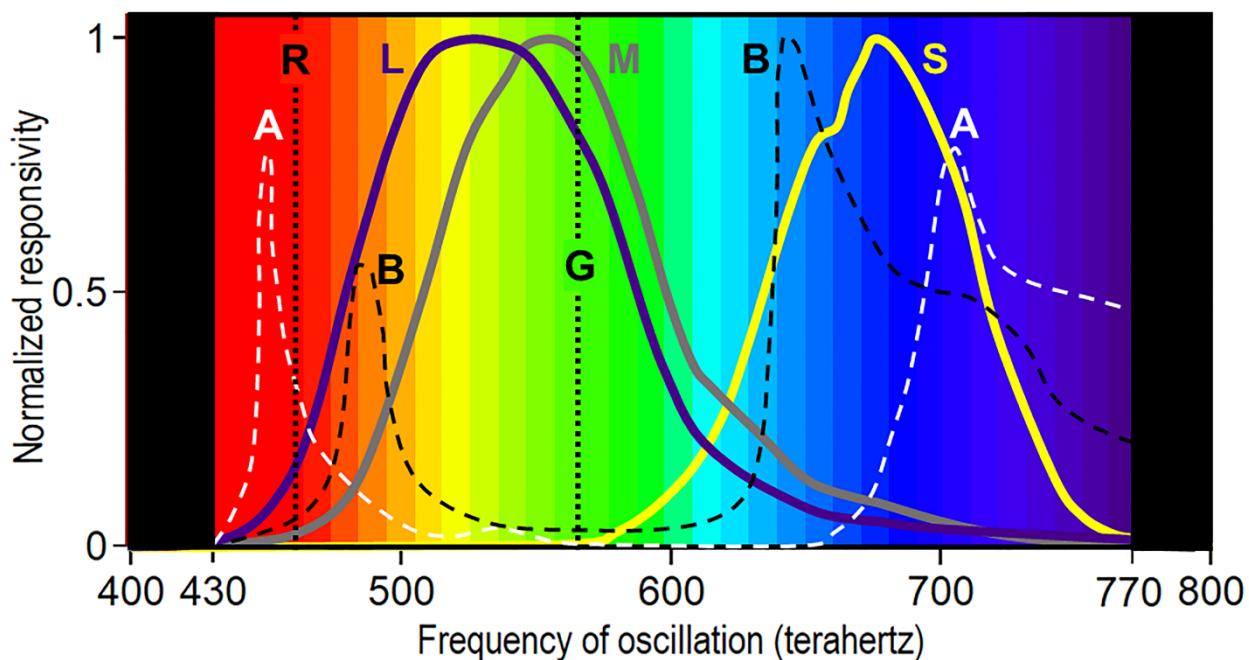 1
R
L
M
B
S
A
A
Normalized responsivity
B
G
0.5
0
400
430
500
600
700
770
800
Frequency of oscillation (terahertz)